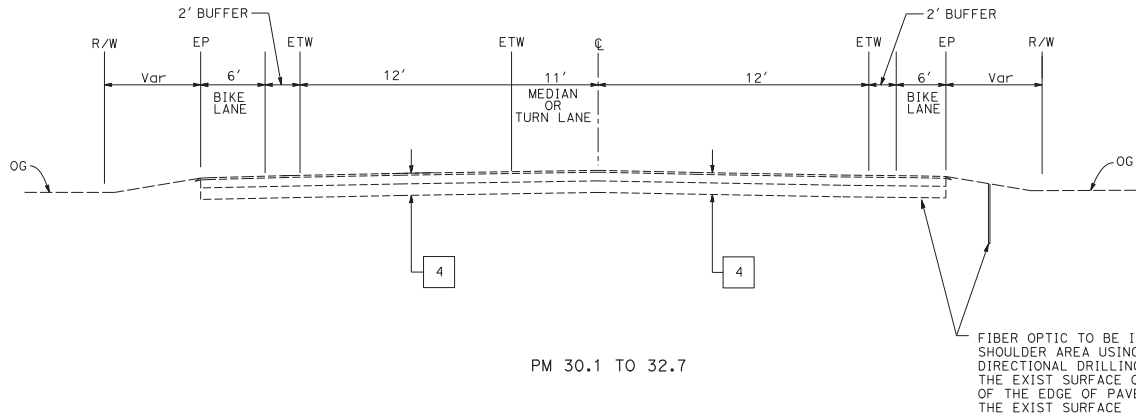 2' BUFFER
2' BUFFER
R/W EP ETW ETW ℄ ETW EP R/W
Var 6' 12' 11' 12' 6' Var
BIKE LANE
MEDIAN OR TURN LANE
BIKE LANE
OG
OG
4
4
FIBER OPTIC TO BE
SHOULDER AREA USING
DIRECTIONAL DRILLING
THE EXIST SURFACE
OF THE EDGE OF
THE EXIST SURFACE
PM 30.1 TO 32.7